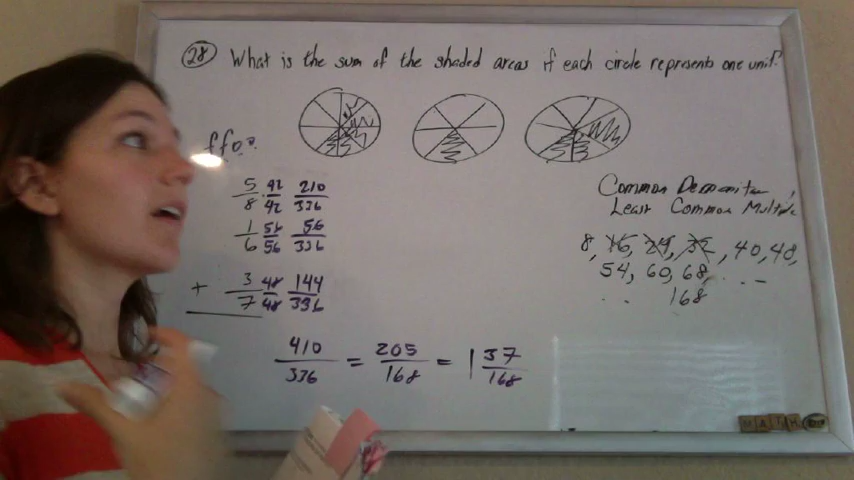 28 What is the sum of the shaded areas if each circle represents one unit?
5/8 · 42/42 210/336
1/6 56/56 56/336
+ 3/7 48/48 144/336
410/336 = 205/168 = 1 37/168
Common Denominator
Least Common Multiple
8, 16, 24, 32, 40, 48,
54, 60, 68, . . -
. . 168
MATH